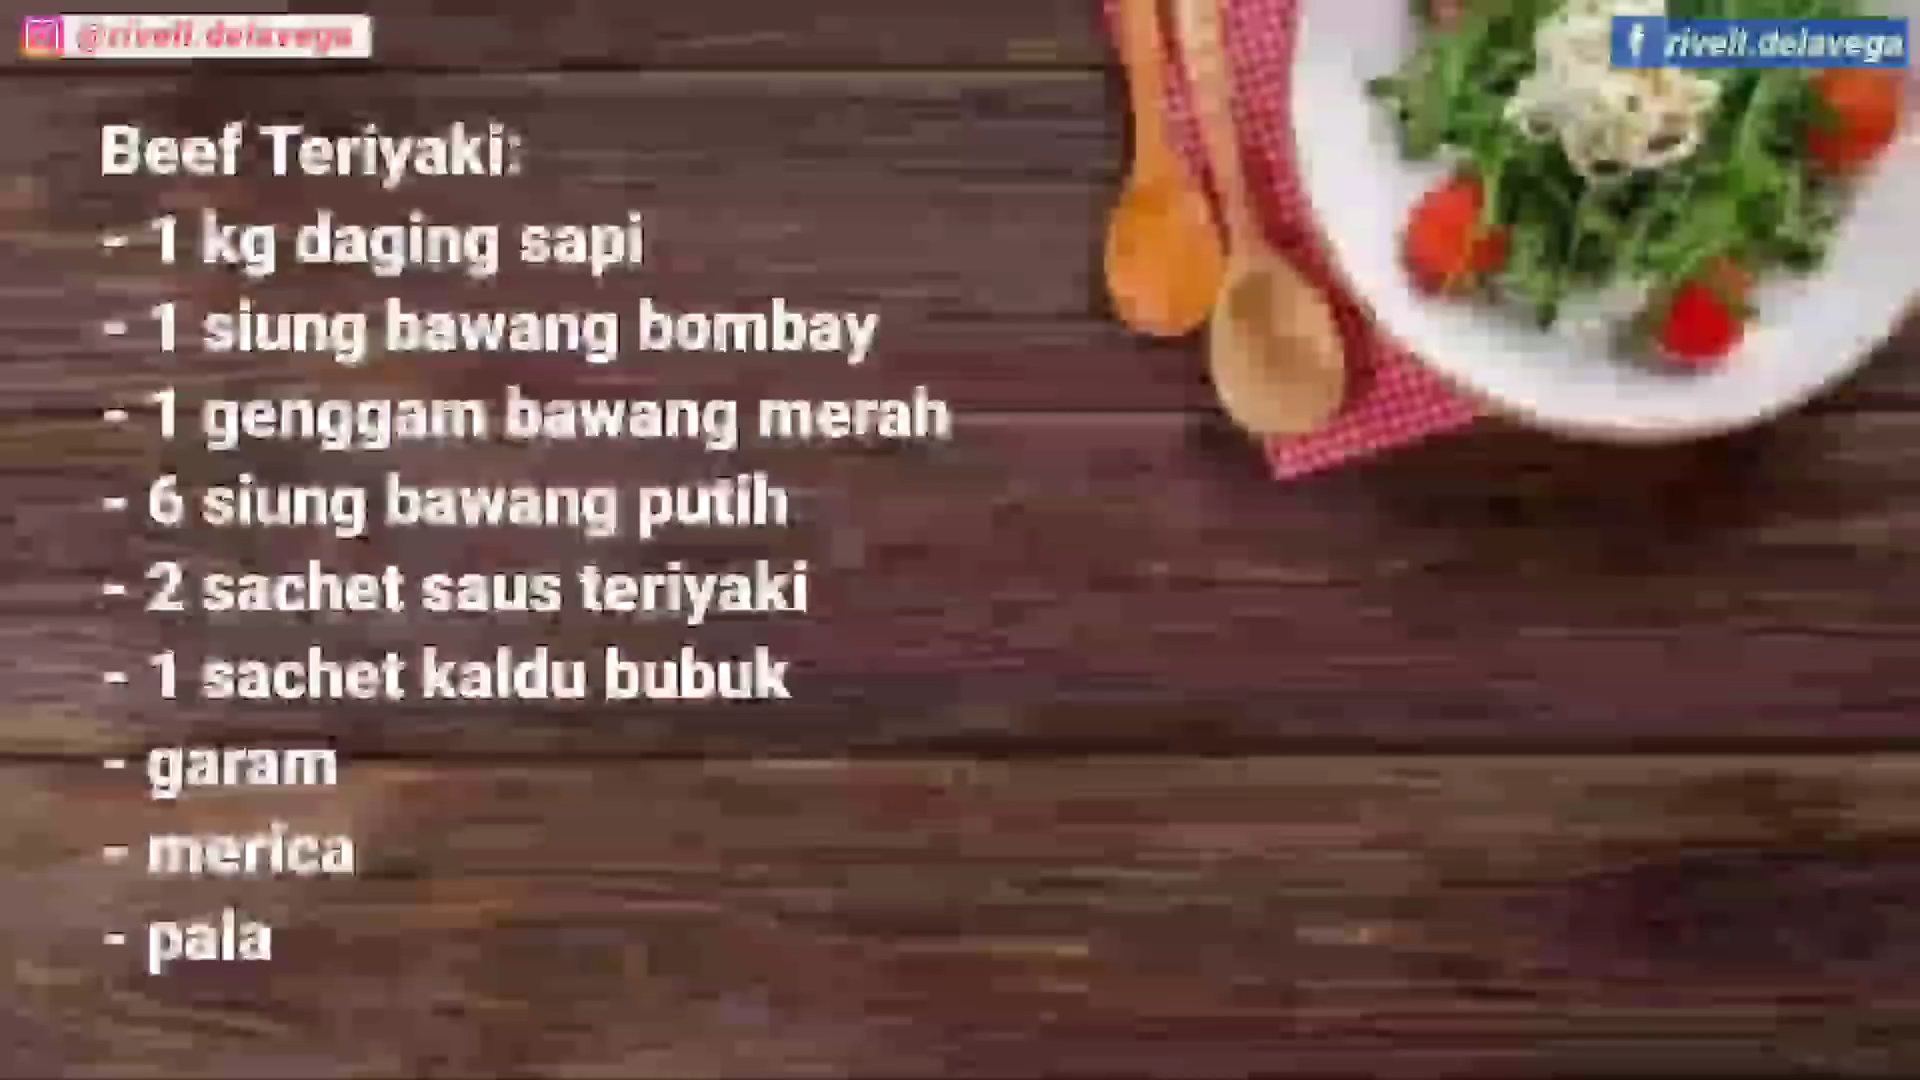 @rivell.delavega
rivell.delavega
Beef Teriyaki:
- 1 kg daging sapi
- 1 siung bawang bombay
- 1 genggam bawang merah
- 6 siung bawang putih
- 2 sachet saus teriyaki
- 1 sachet kaldu bubuk
- garam
- merica
- pala